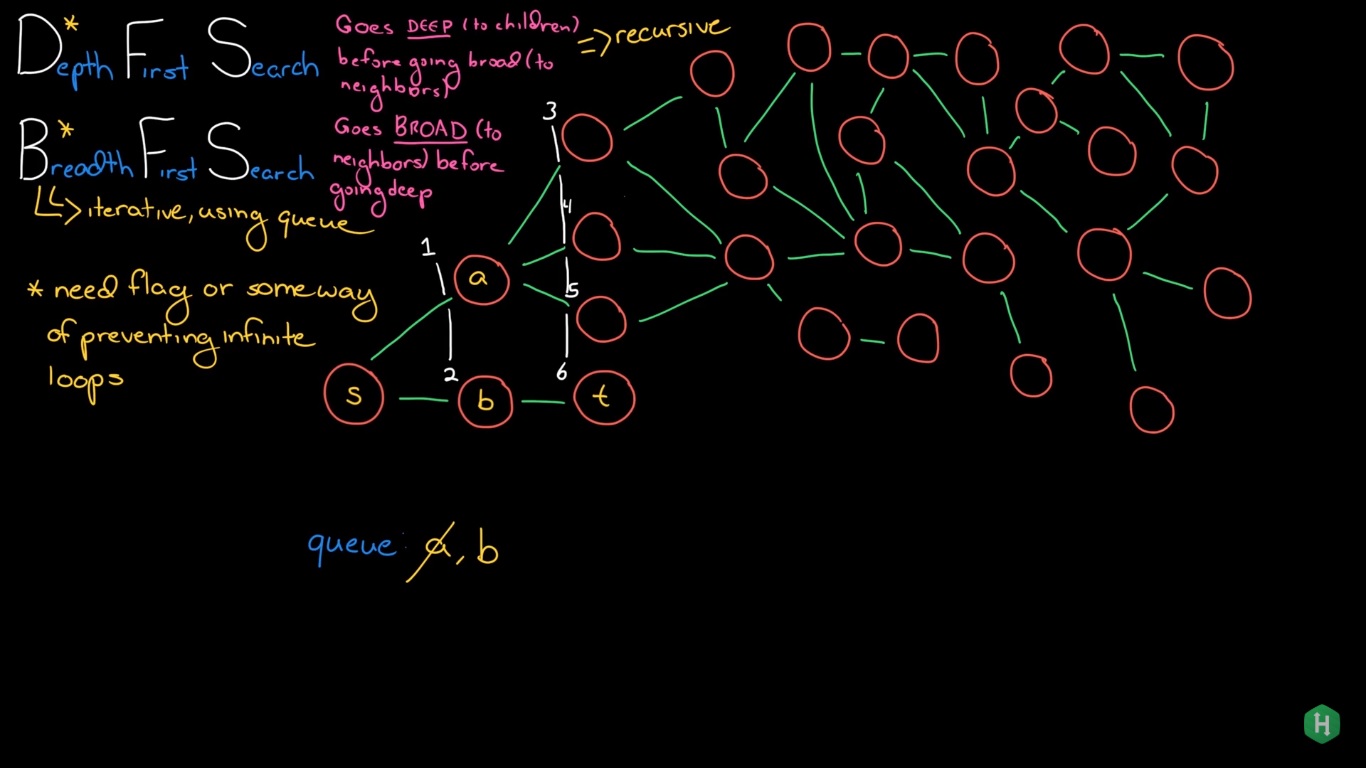 Depth* First Search
Goes DEEP (to children)
before going broad (to
neighbors)
=> recursive
Breadth* First Search
Goes BROAD (to
neighbors) before
going deep
↳> iterative, using queue
* need flag or some way
of preventing infinite
loops
3
4
1
a
5
2
6
s
b
t
queue: a, b
H